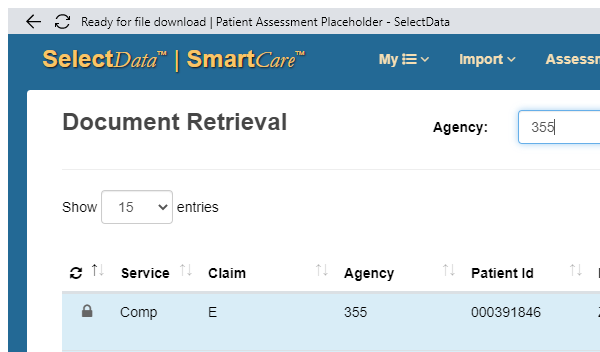 Ready for file download | Patient Assessment Placeholder - SelectData
SelectData™ | SmartCare™ My Import
Document Retrieval Agency: 355
Show 15 entries
Service Claim Agency Patient Id
Comp E 355 000391846